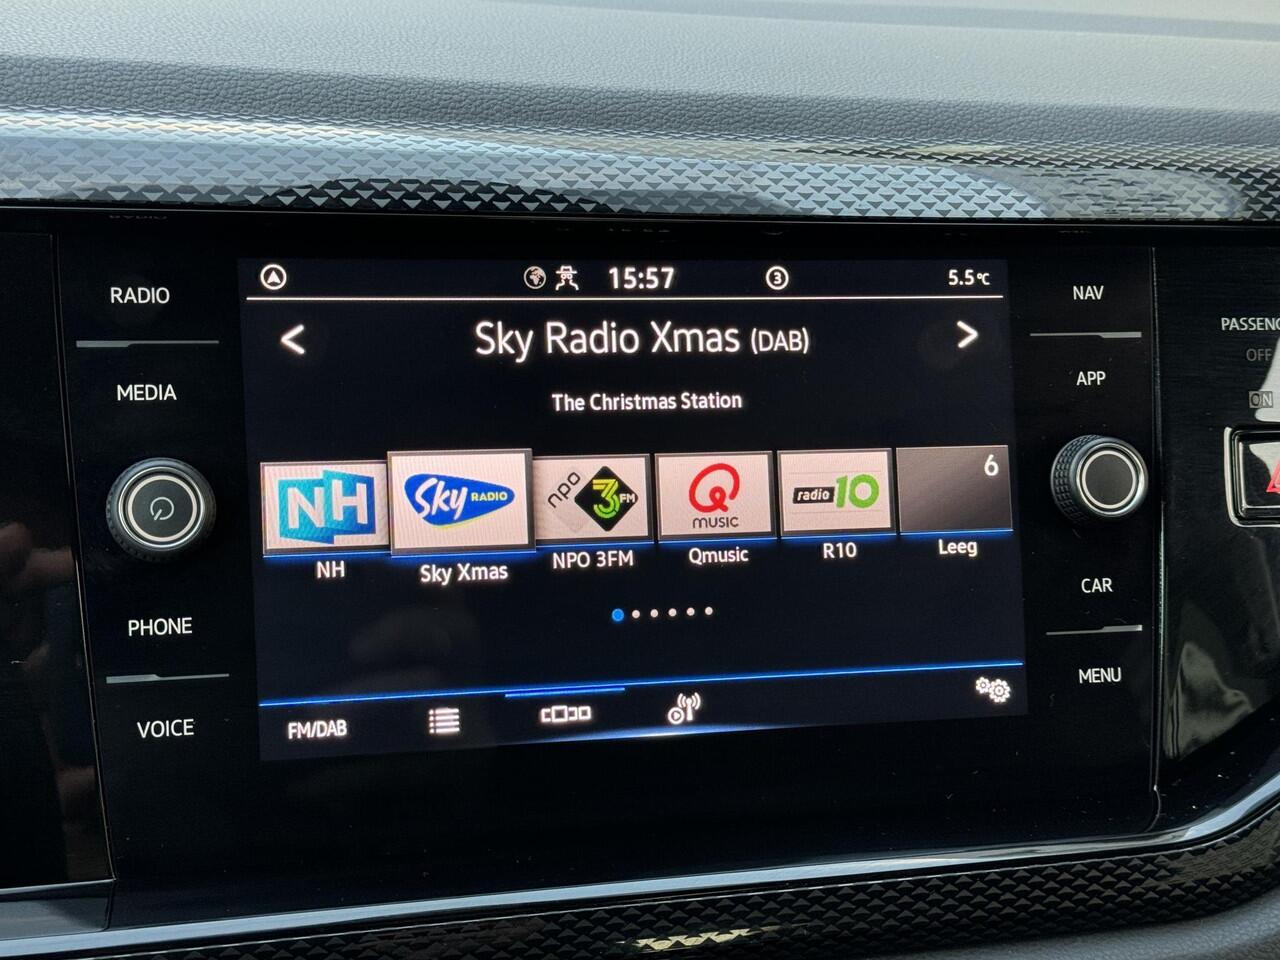 RADIO
MEDIA
PHONE
VOICE
15:57
3
5.5°C
< Sky Radio Xmas (DAB) >
The Christmas Station
NH
Sky RADIO
npo 3FM
Q MUSIC
radio 10
6
NH
Sky Xmas
NPO 3FM
Qmusic
R10
Leeg
FM/DAB
NAV
APP
CAR
MENU
PASSENG
OFF
ON